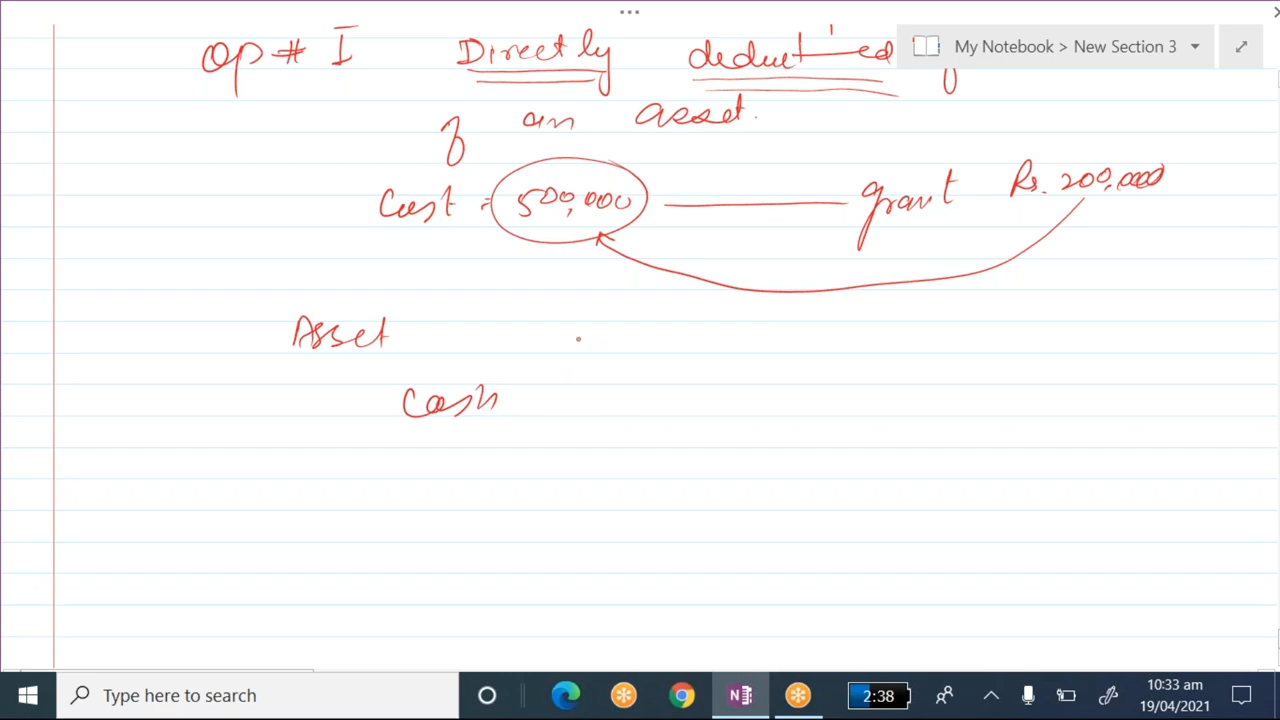 My Notebook > New Section 3
Op # I Directly deducted
of an asset.
Cost = 500,000 grant Rs. 200,000
Asset
Cash
Type here to search
2:38
10:33 am
19/04/2021